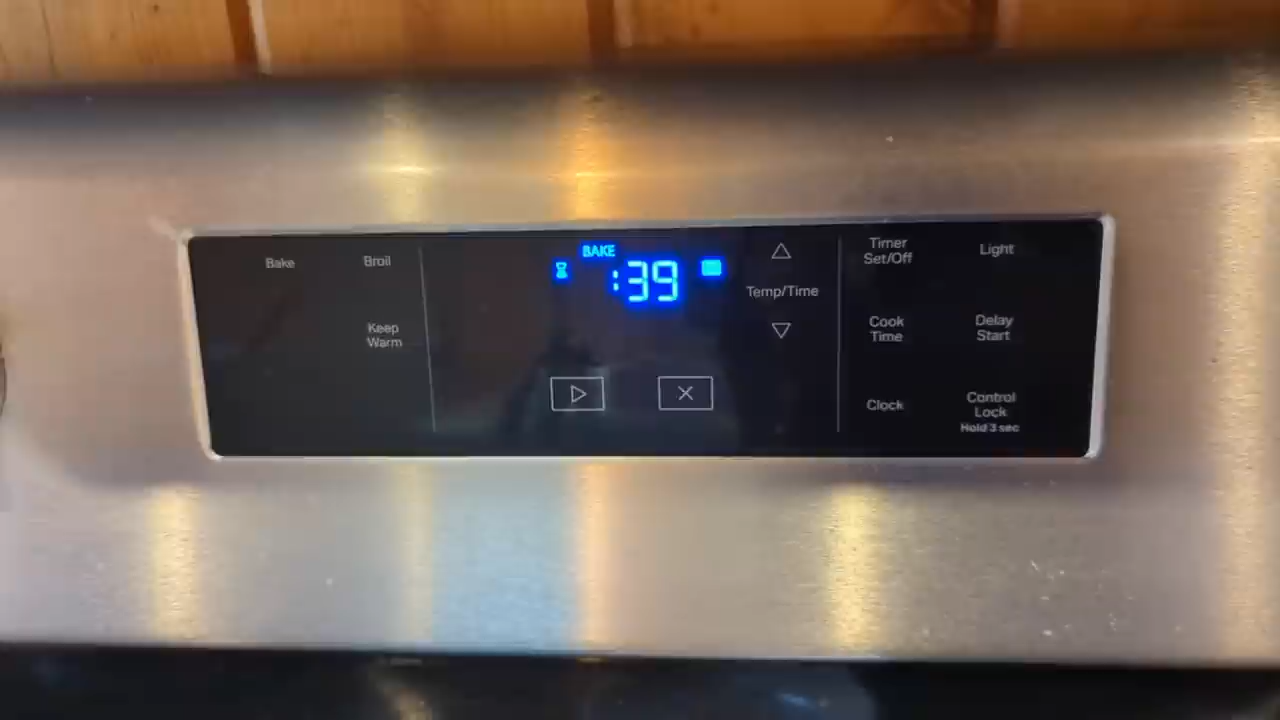 Bake
Broil
Keep
Warm
BAKE
:39
Temp/Time
Timer
Set/Off
Light
Cook
Time
Delay
Start
Clock
Control
Lock
Hold 3 sec